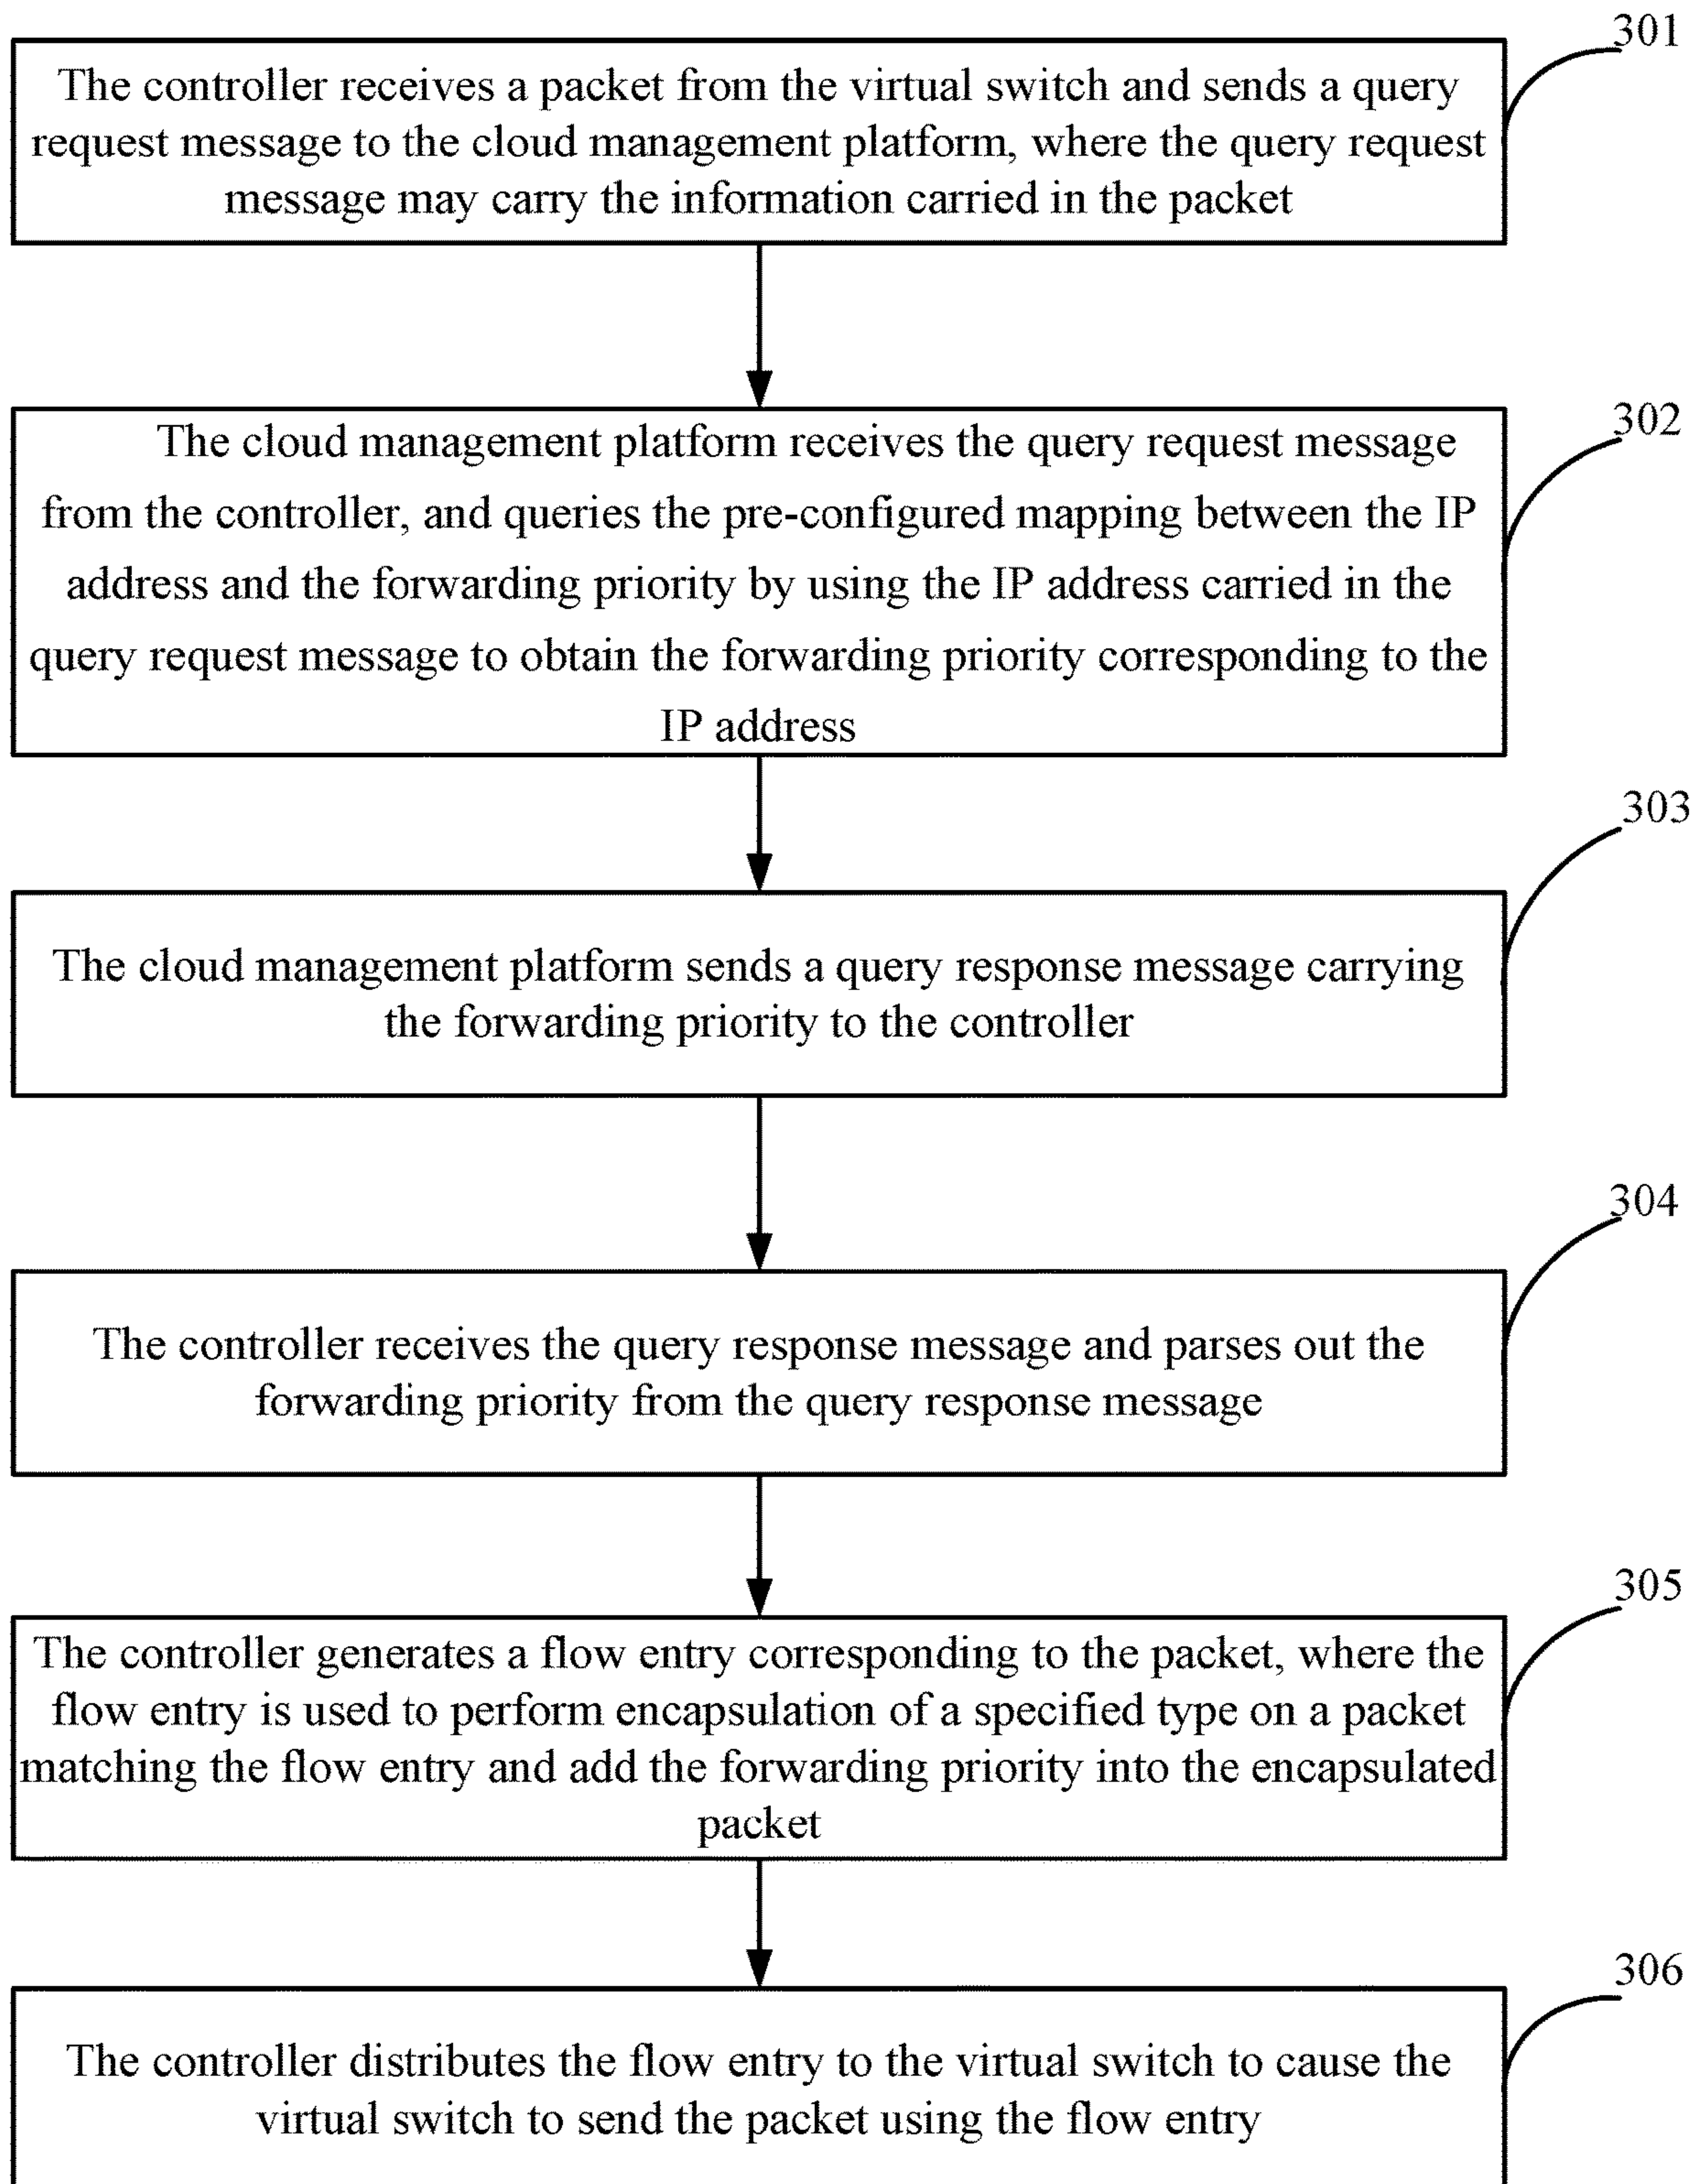 301
The controller receives a packet from the virtual switch and sends a query
request message to the cloud management platform, where the query request
message may carry the information carried in the packet
302
The cloud management platform receives the query request message
from the controller, and queries the pre-configured mapping between the IP
address and the forwarding priority by using the IP address carried in the
query request message to obtain the forwarding priority corresponding to the
IP address
303
The cloud management platform sends a query response message carrying
the forwarding priority to the controller
304
The controller receives the query response message and parses out the
forwarding priority from the query response message
305
The controller generates a flow entry corresponding to the packet, where the
flow entry is used to perform encapsulation of a specified type on a packet
matching the flow entry and add the forwarding priority into the encapsulated
packet
306
The controller distributes the flow entry to the virtual switch to cause the
virtual switch to send the packet using the flow entry